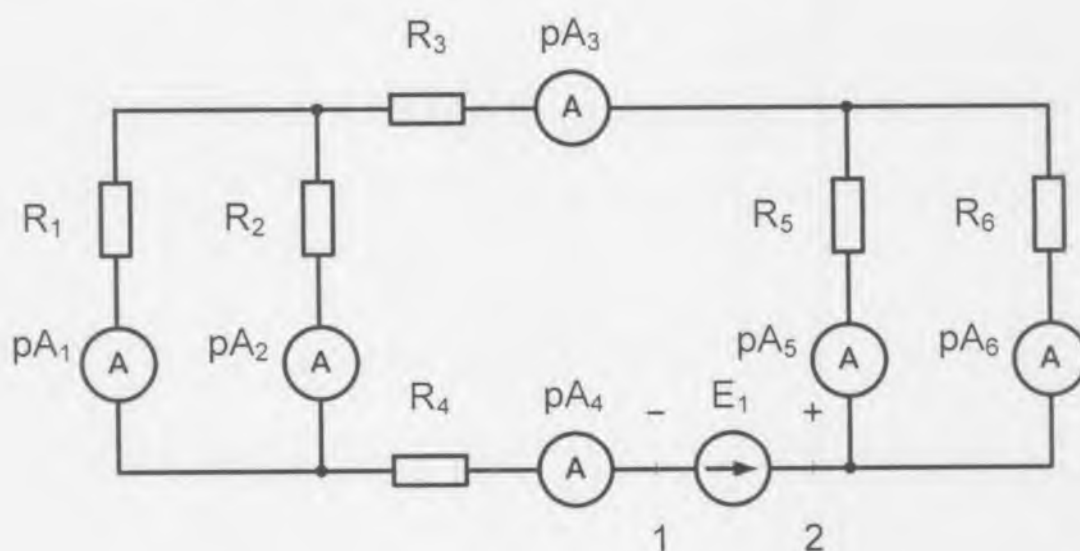 R₃ pA₃
A
R₁ R₂ R₅ R₆
pA₁ A pA₂ A pA₅ A pA₆ A
R₄ pA₄ − E₁ +
A
1 2